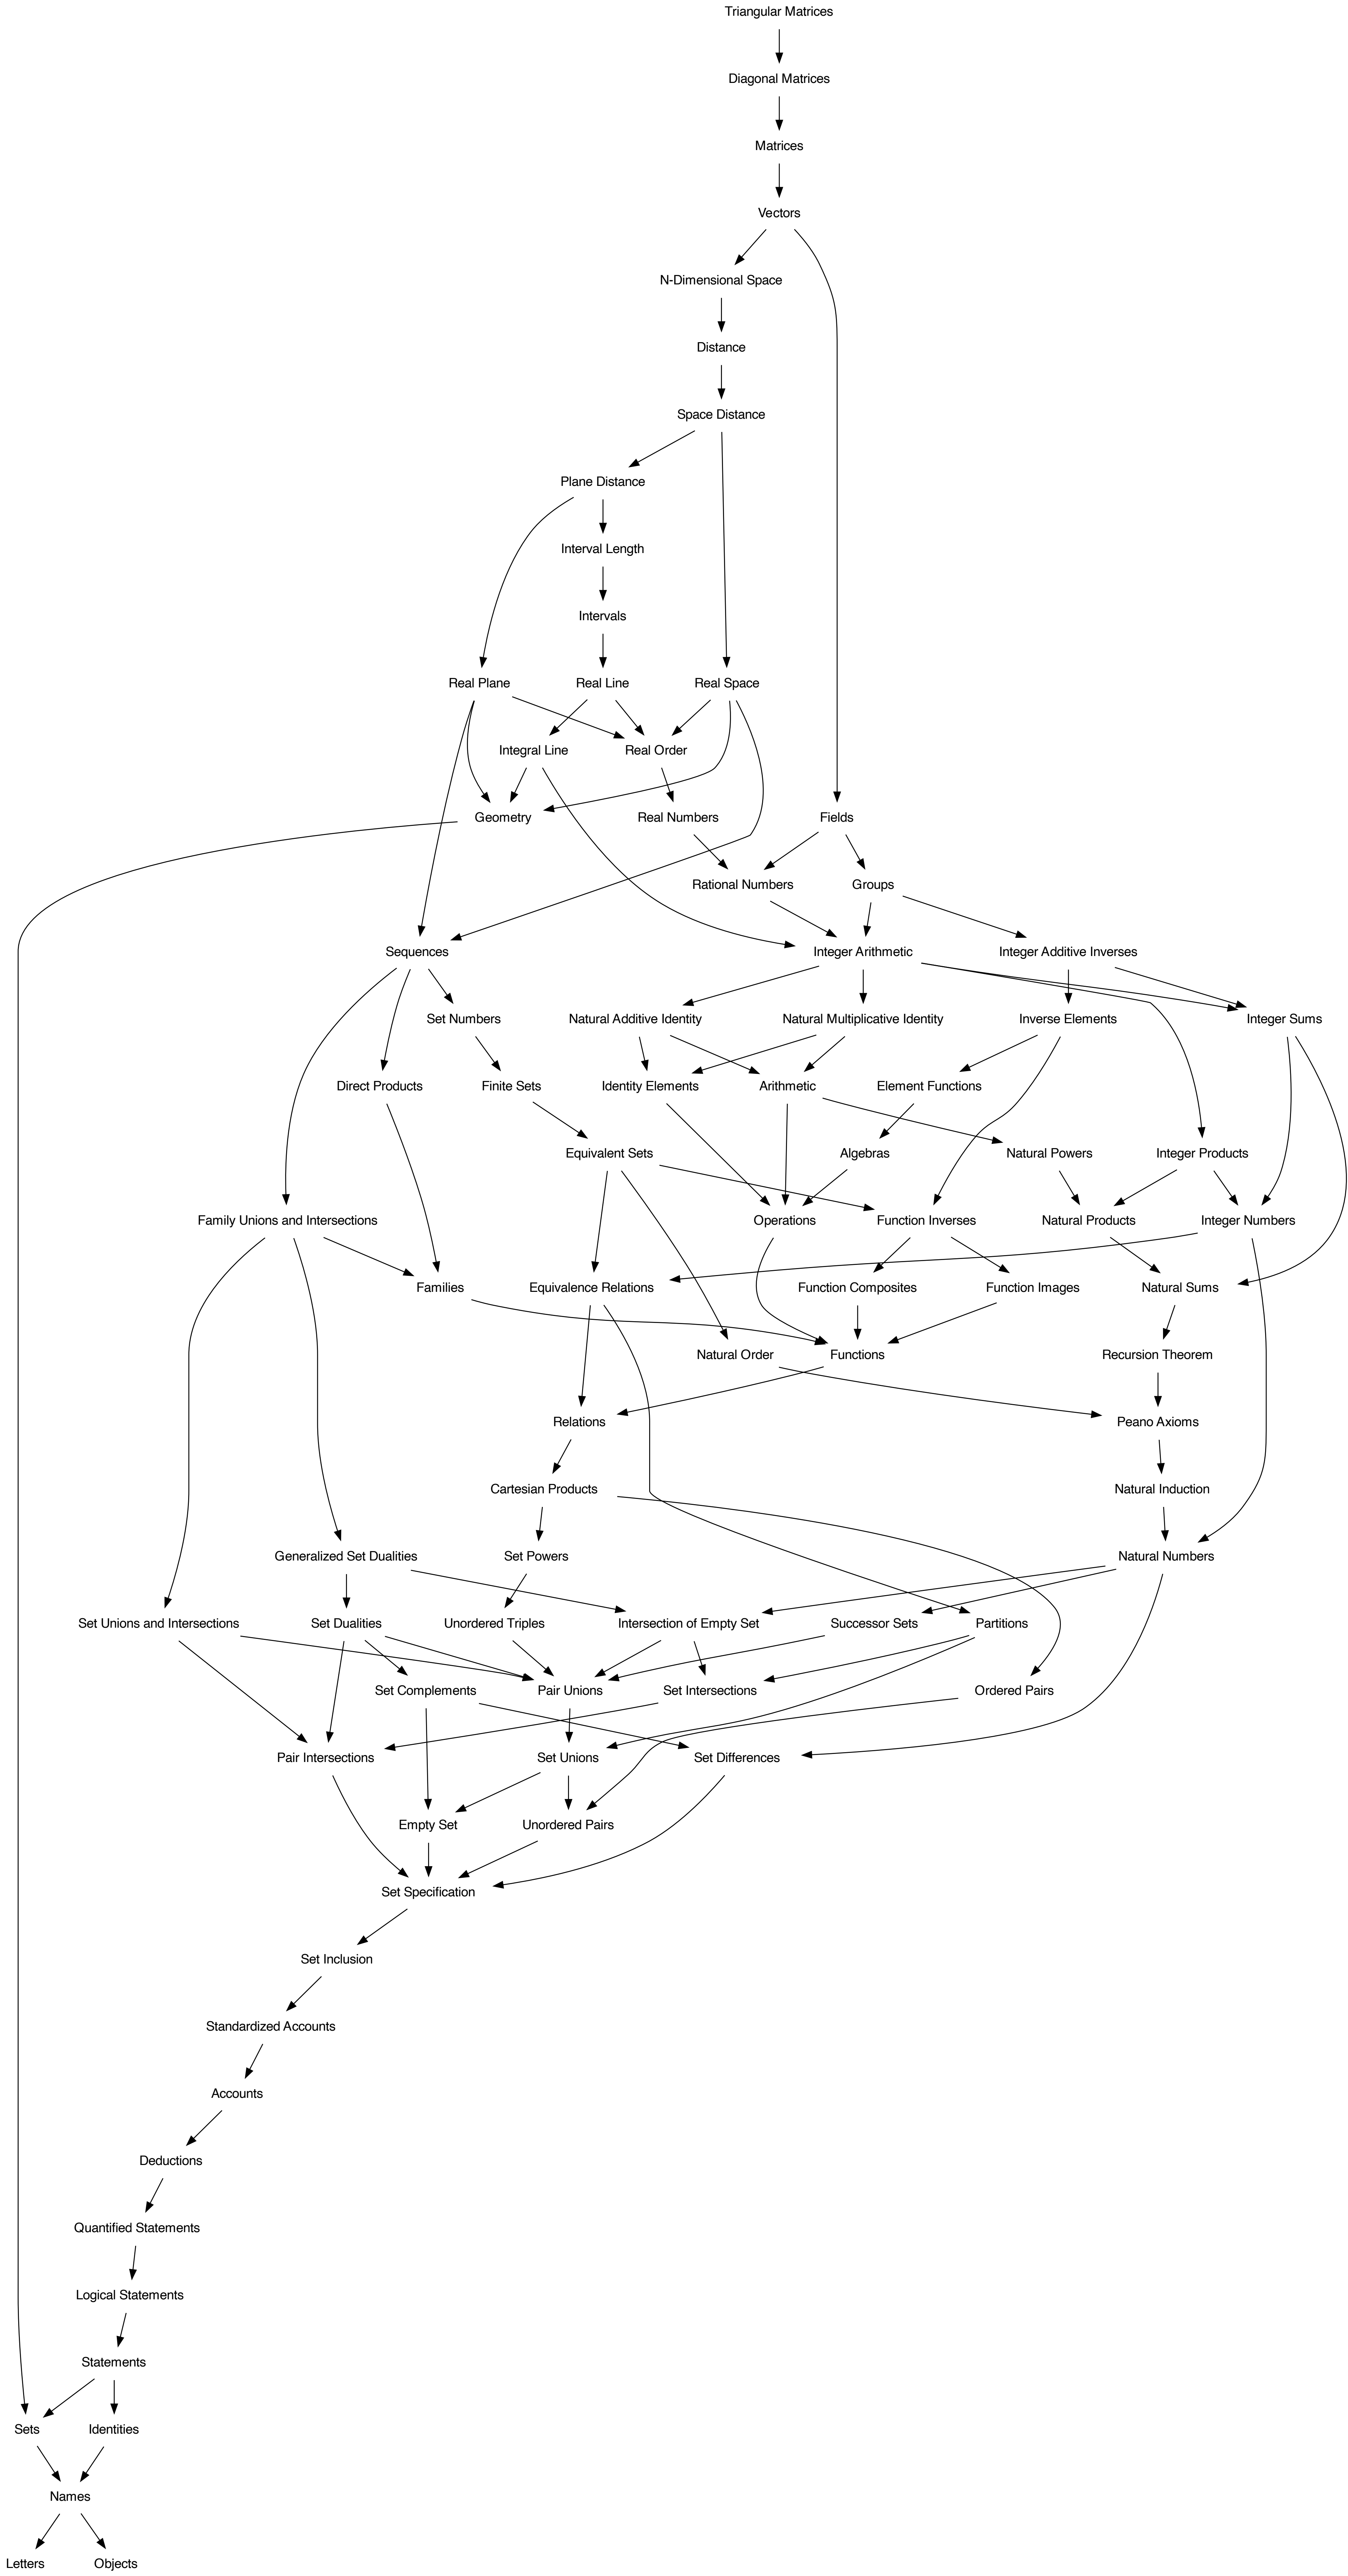 Triangular Matrices
Diagonal Matrices
Matrices
Vectors
N-Dimensional Space
Distance
Space Distance
Plane Distance
Interval Length
Intervals
Real Plane
Real Line
Real Space
Integral Line
Real Order
Geometry
Real Numbers
Fields
Rational Numbers
Groups
Sequences
Integer Arithmetic
Integer Additive Inverses
Set Numbers
Natural Additive Identity
Natural Multiplicative Identity
Inverse Elements
Integer Sums
Direct Products
Finite Sets
Identity Elements
Arithmetic
Element Functions
Equivalent Sets
Algebras
Natural Powers
Integer Products
Family Unions and Intersections
Operations
Function Inverses
Natural Products
Integer Numbers
Families
Equivalence Relations
Function Composites
Function Images
Natural Sums
Natural Order
Functions
Recursion Theorem
Relations
Peano Axioms
Cartesian Products
Natural Induction
Generalized Set Dualities
Set Powers
Natural Numbers
Set Unions and Intersections
Set Dualities
Unordered Triples
Intersection of Empty Set
Successor Sets
Partitions
Set Complements
Pair Unions
Set Intersections
Ordered Pairs
Pair Intersections
Set Unions
Set Differences
Empty Set
Unordered Pairs
Set Specification
Set Inclusion
Standardized Accounts
Accounts
Deductions
Quantified Statements
Logical Statements
Statements
Sets
Identities
Names
Letters
Objects